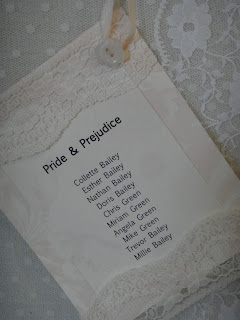 Pride & Prejudice
Collette Bailey
Esther Bailey
Nathan Bailey
Doris Bailey
Chris Green
Miriam Green
Angela Green
Mike Green
Trevor Bailey
Millie Bailey